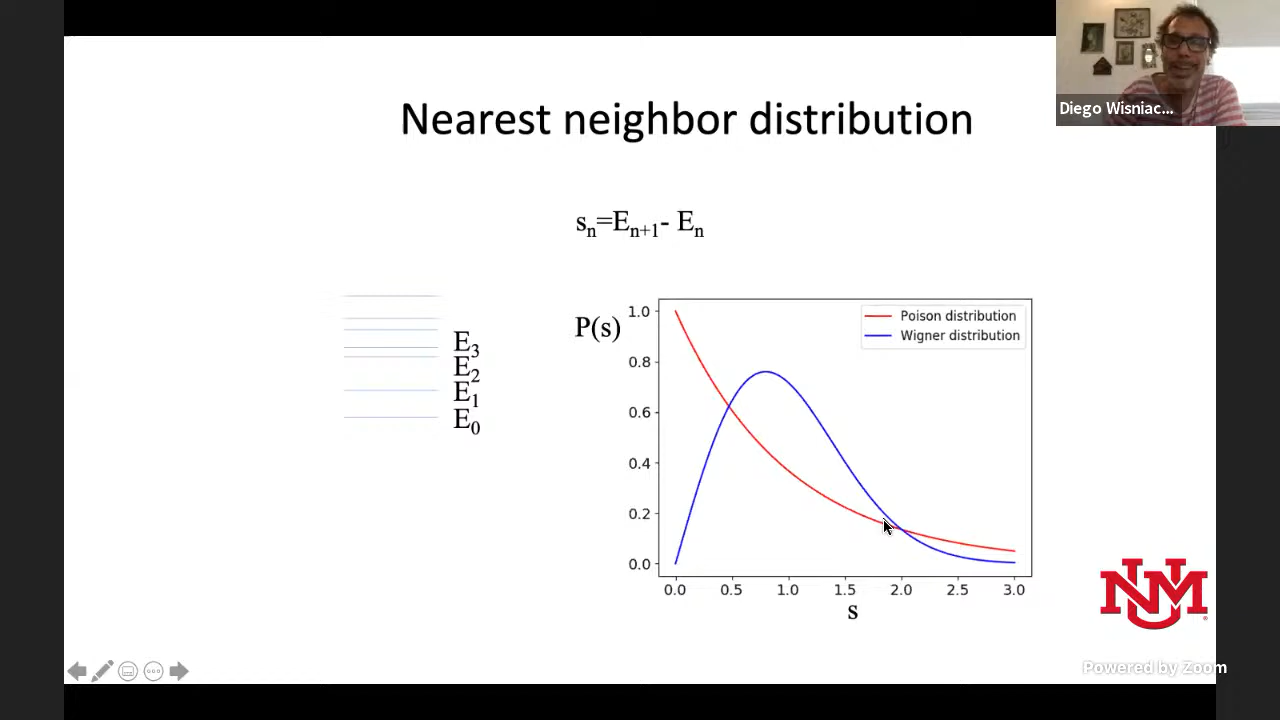 Diego Wisniac...
Nearest neighbor distribution
sₙ=Eₙ₊₁- Eₙ
E₃
E₂
E₁
E₀
P(s)
1.0
0.8
0.6
0.4
0.2
0.0
Poison distribution
Wigner distribution
0.0 0.5 1.0 1.5 2.0 2.5 3.0
s
UNM
Powered by Zoom